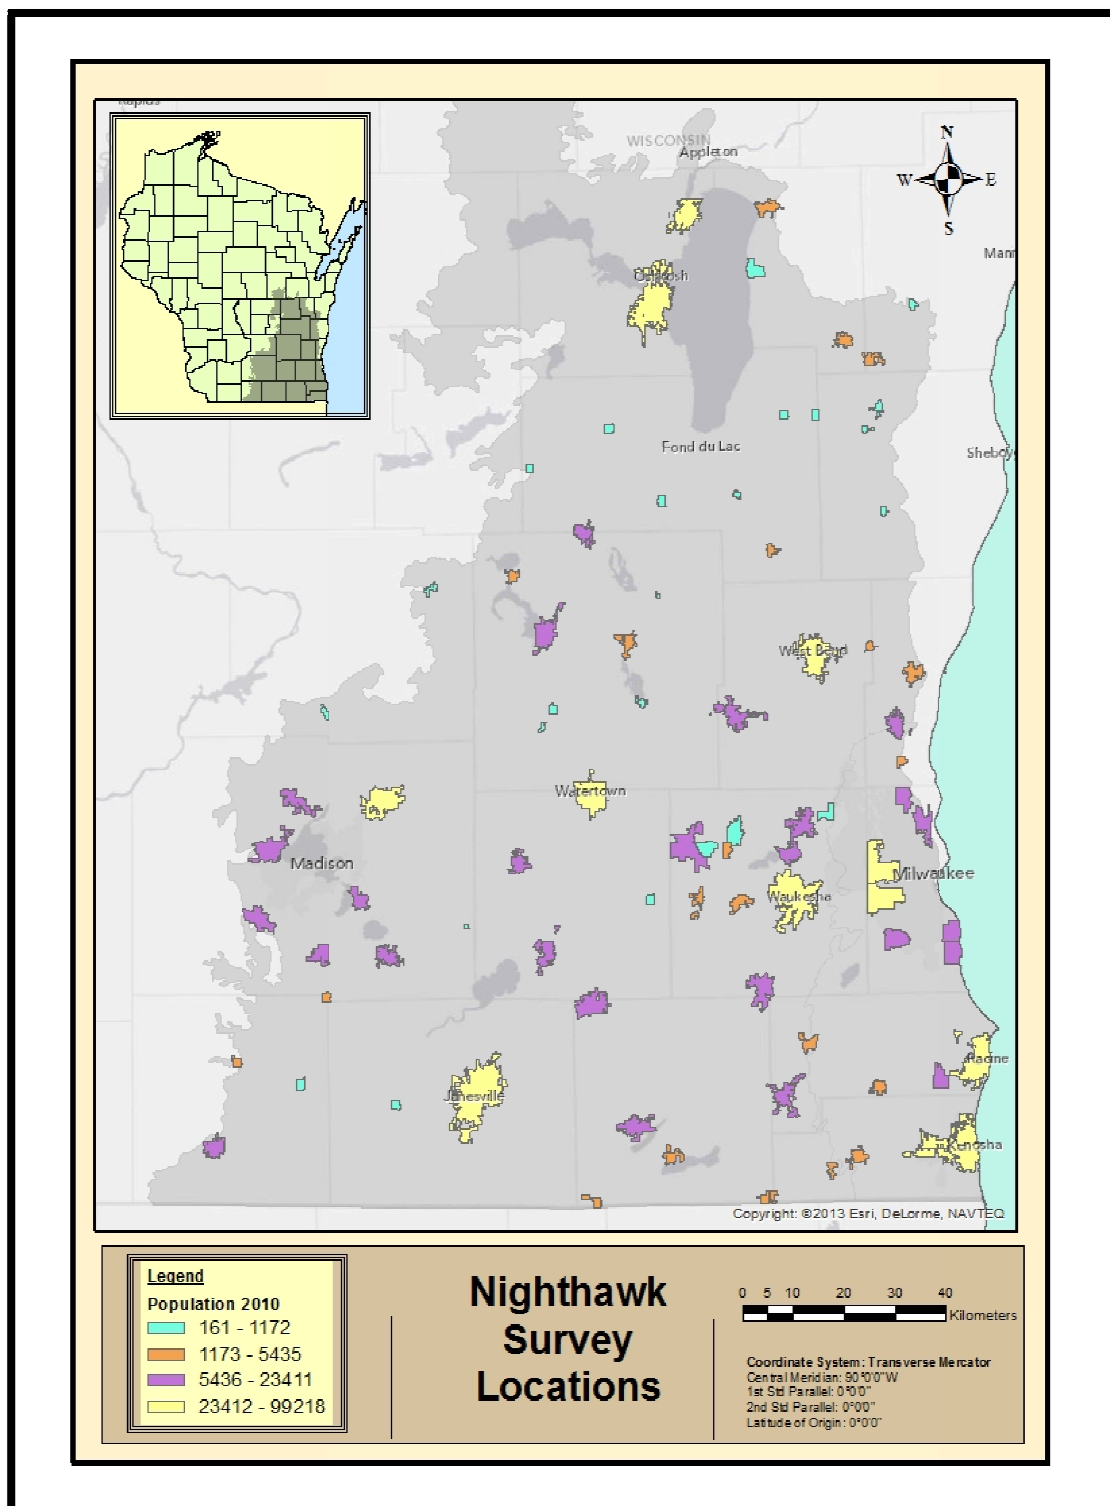 Rapids
WISCONSIN
Appleton
N
W E
S
Mann
Oshkosh
Fond du Lac
Sheboy
West Bend
Watertown
Madison
Milwaukee
Waukesha
Racine
Janesville
Kenosha
Copyright: ©2013 Esri, DeLorme, NAVTEQ
Legend
Population 2010
161 - 1172
1173 - 5435
5436 - 23411
23412 - 99218
Nighthawk
Survey
Locations
0 5 10 20 30 40
Kilometers
Coordinate System: Transverse Mercator
Central Meridian: 90°0'0"W
1st Std Parallel: 0°0'0"
2nd Std Parallel: 0°0'0"
Latitude of Origin: 0°0'0"